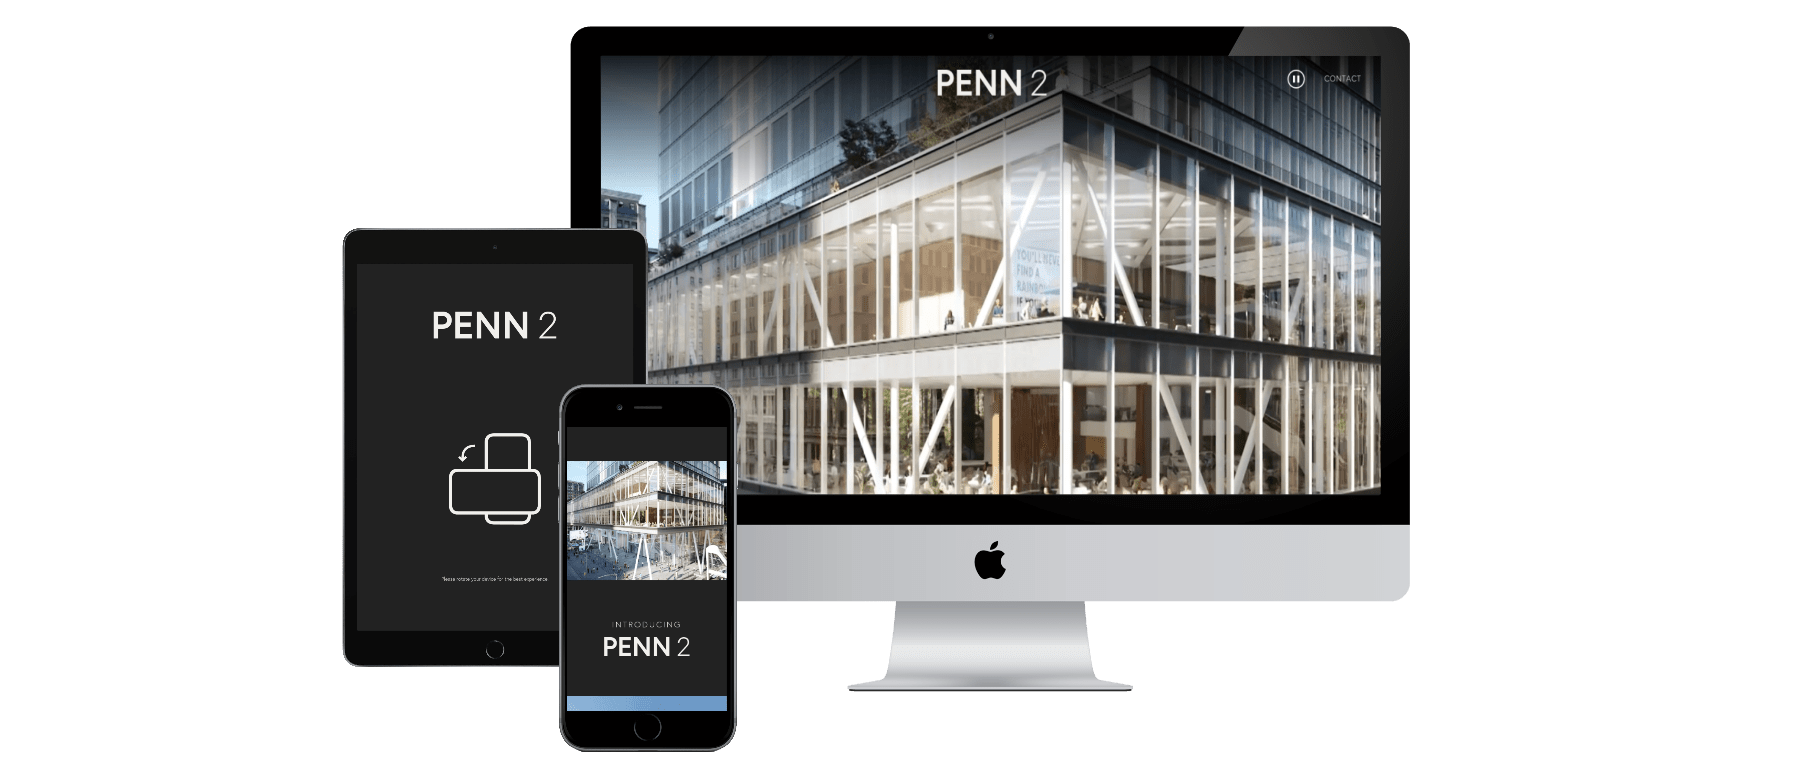 PENN 2
CONTACT
YOU'LL NEVER
FIND A
RAINBOW
IF YOU'RE
PENN 2
Please rotate your device for the best experience.
INTRODUCING
PENN 2